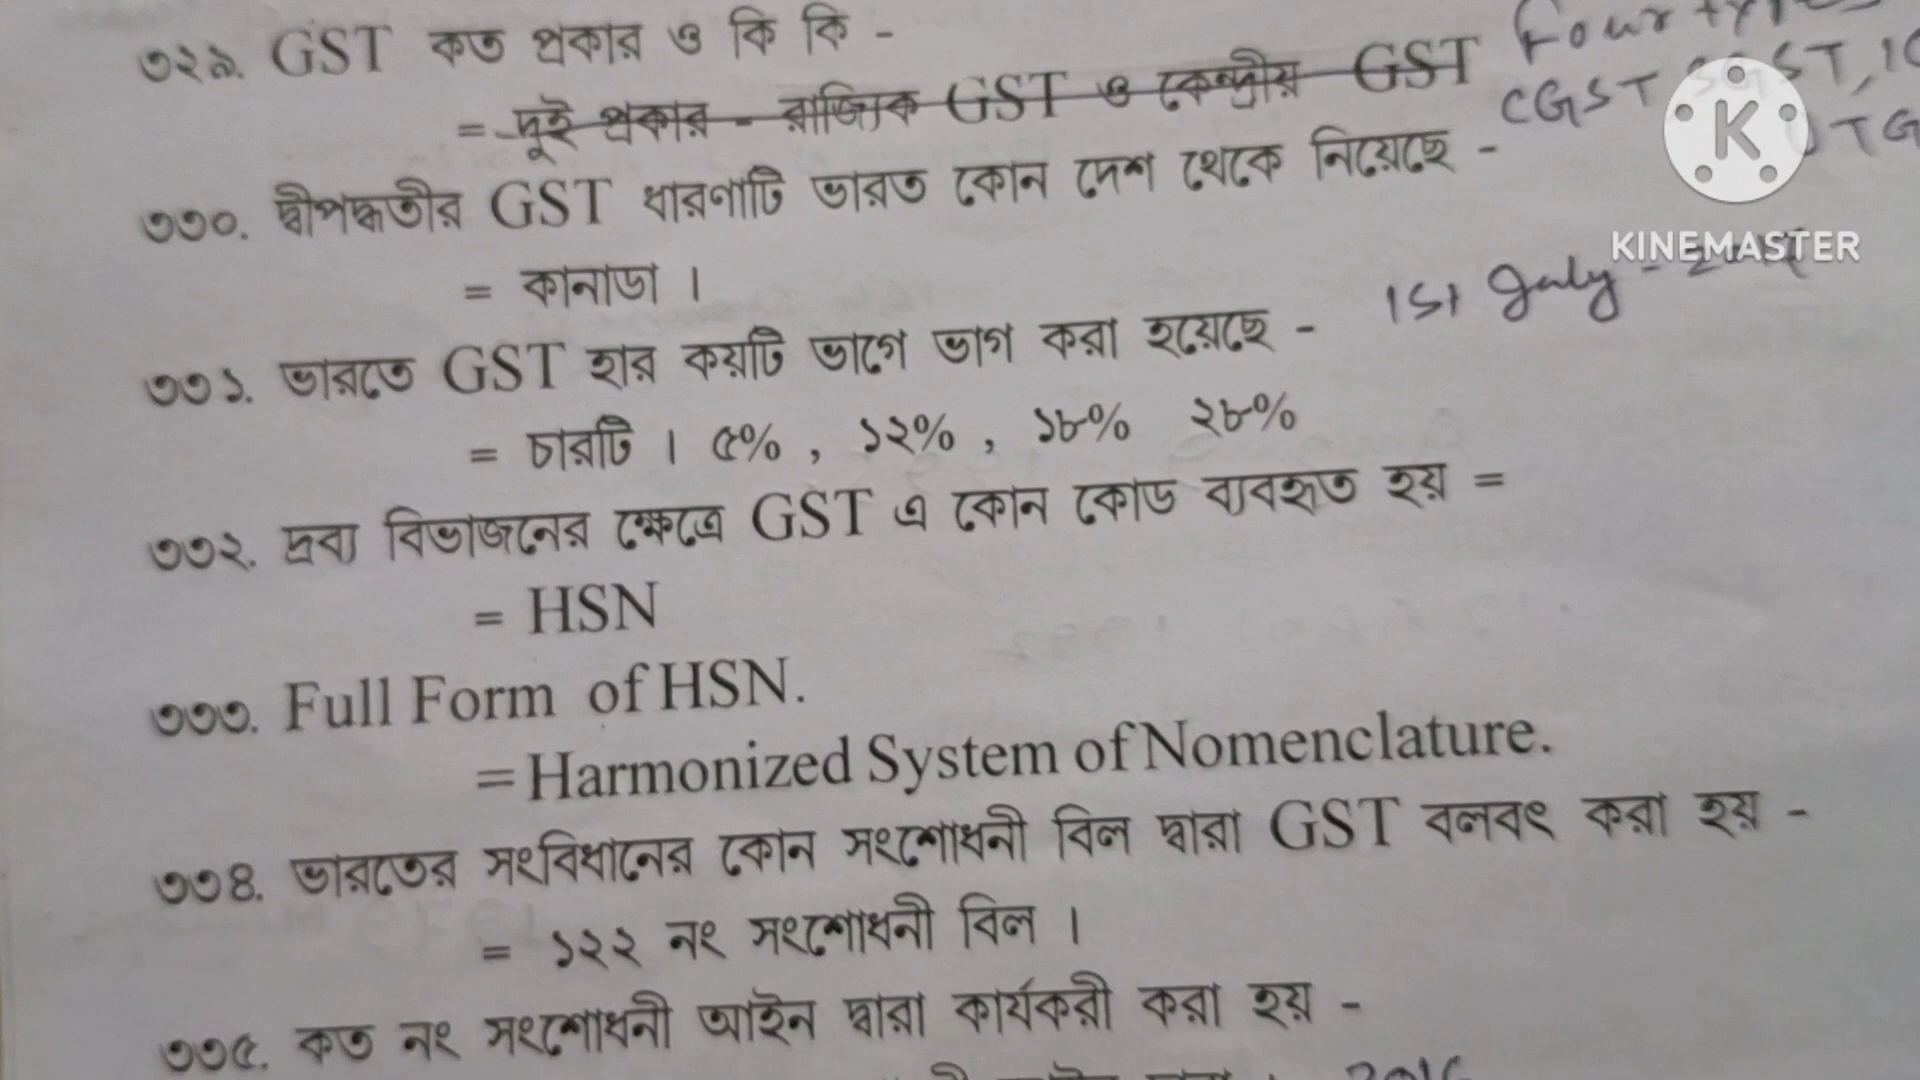 ৩২৯. GST কত প্রকার ও কি কি -
= দুই প্রকার - রাজ্যিক GST ও কেন্দ্রীয় GST
Four
CGST SGST,
৩৩০. দ্বীপদ্ধতীর GST ধারণাটি ভারত কোন দেশ থেকে নিয়েছে -
= কানাডা ।
KINEMASTER
1st July -
৩৩১. ভারতে GST হার কয়টি ভাগে ভাগ করা হয়েছে -
= চারটি । ৫% , ১২% , ১৮% ২৮%
৩৩২. দ্রব্য বিভাজনের ক্ষেত্রে GST এ কোন কোড ব্যবহৃত হয় =
= HSN
৩৩৩. Full Form of HSN.
= Harmonized System of Nomenclature.
৩৩৪. ভারতের সংবিধানের কোন সংশোধনী বিল দ্বারা GST বলবৎ করা হয় -
= ১২২ নং সংশোধনী বিল ।
৩৩৫. কত নং সংশোধনী আইন দ্বারা কার্যকরী করা হয় -